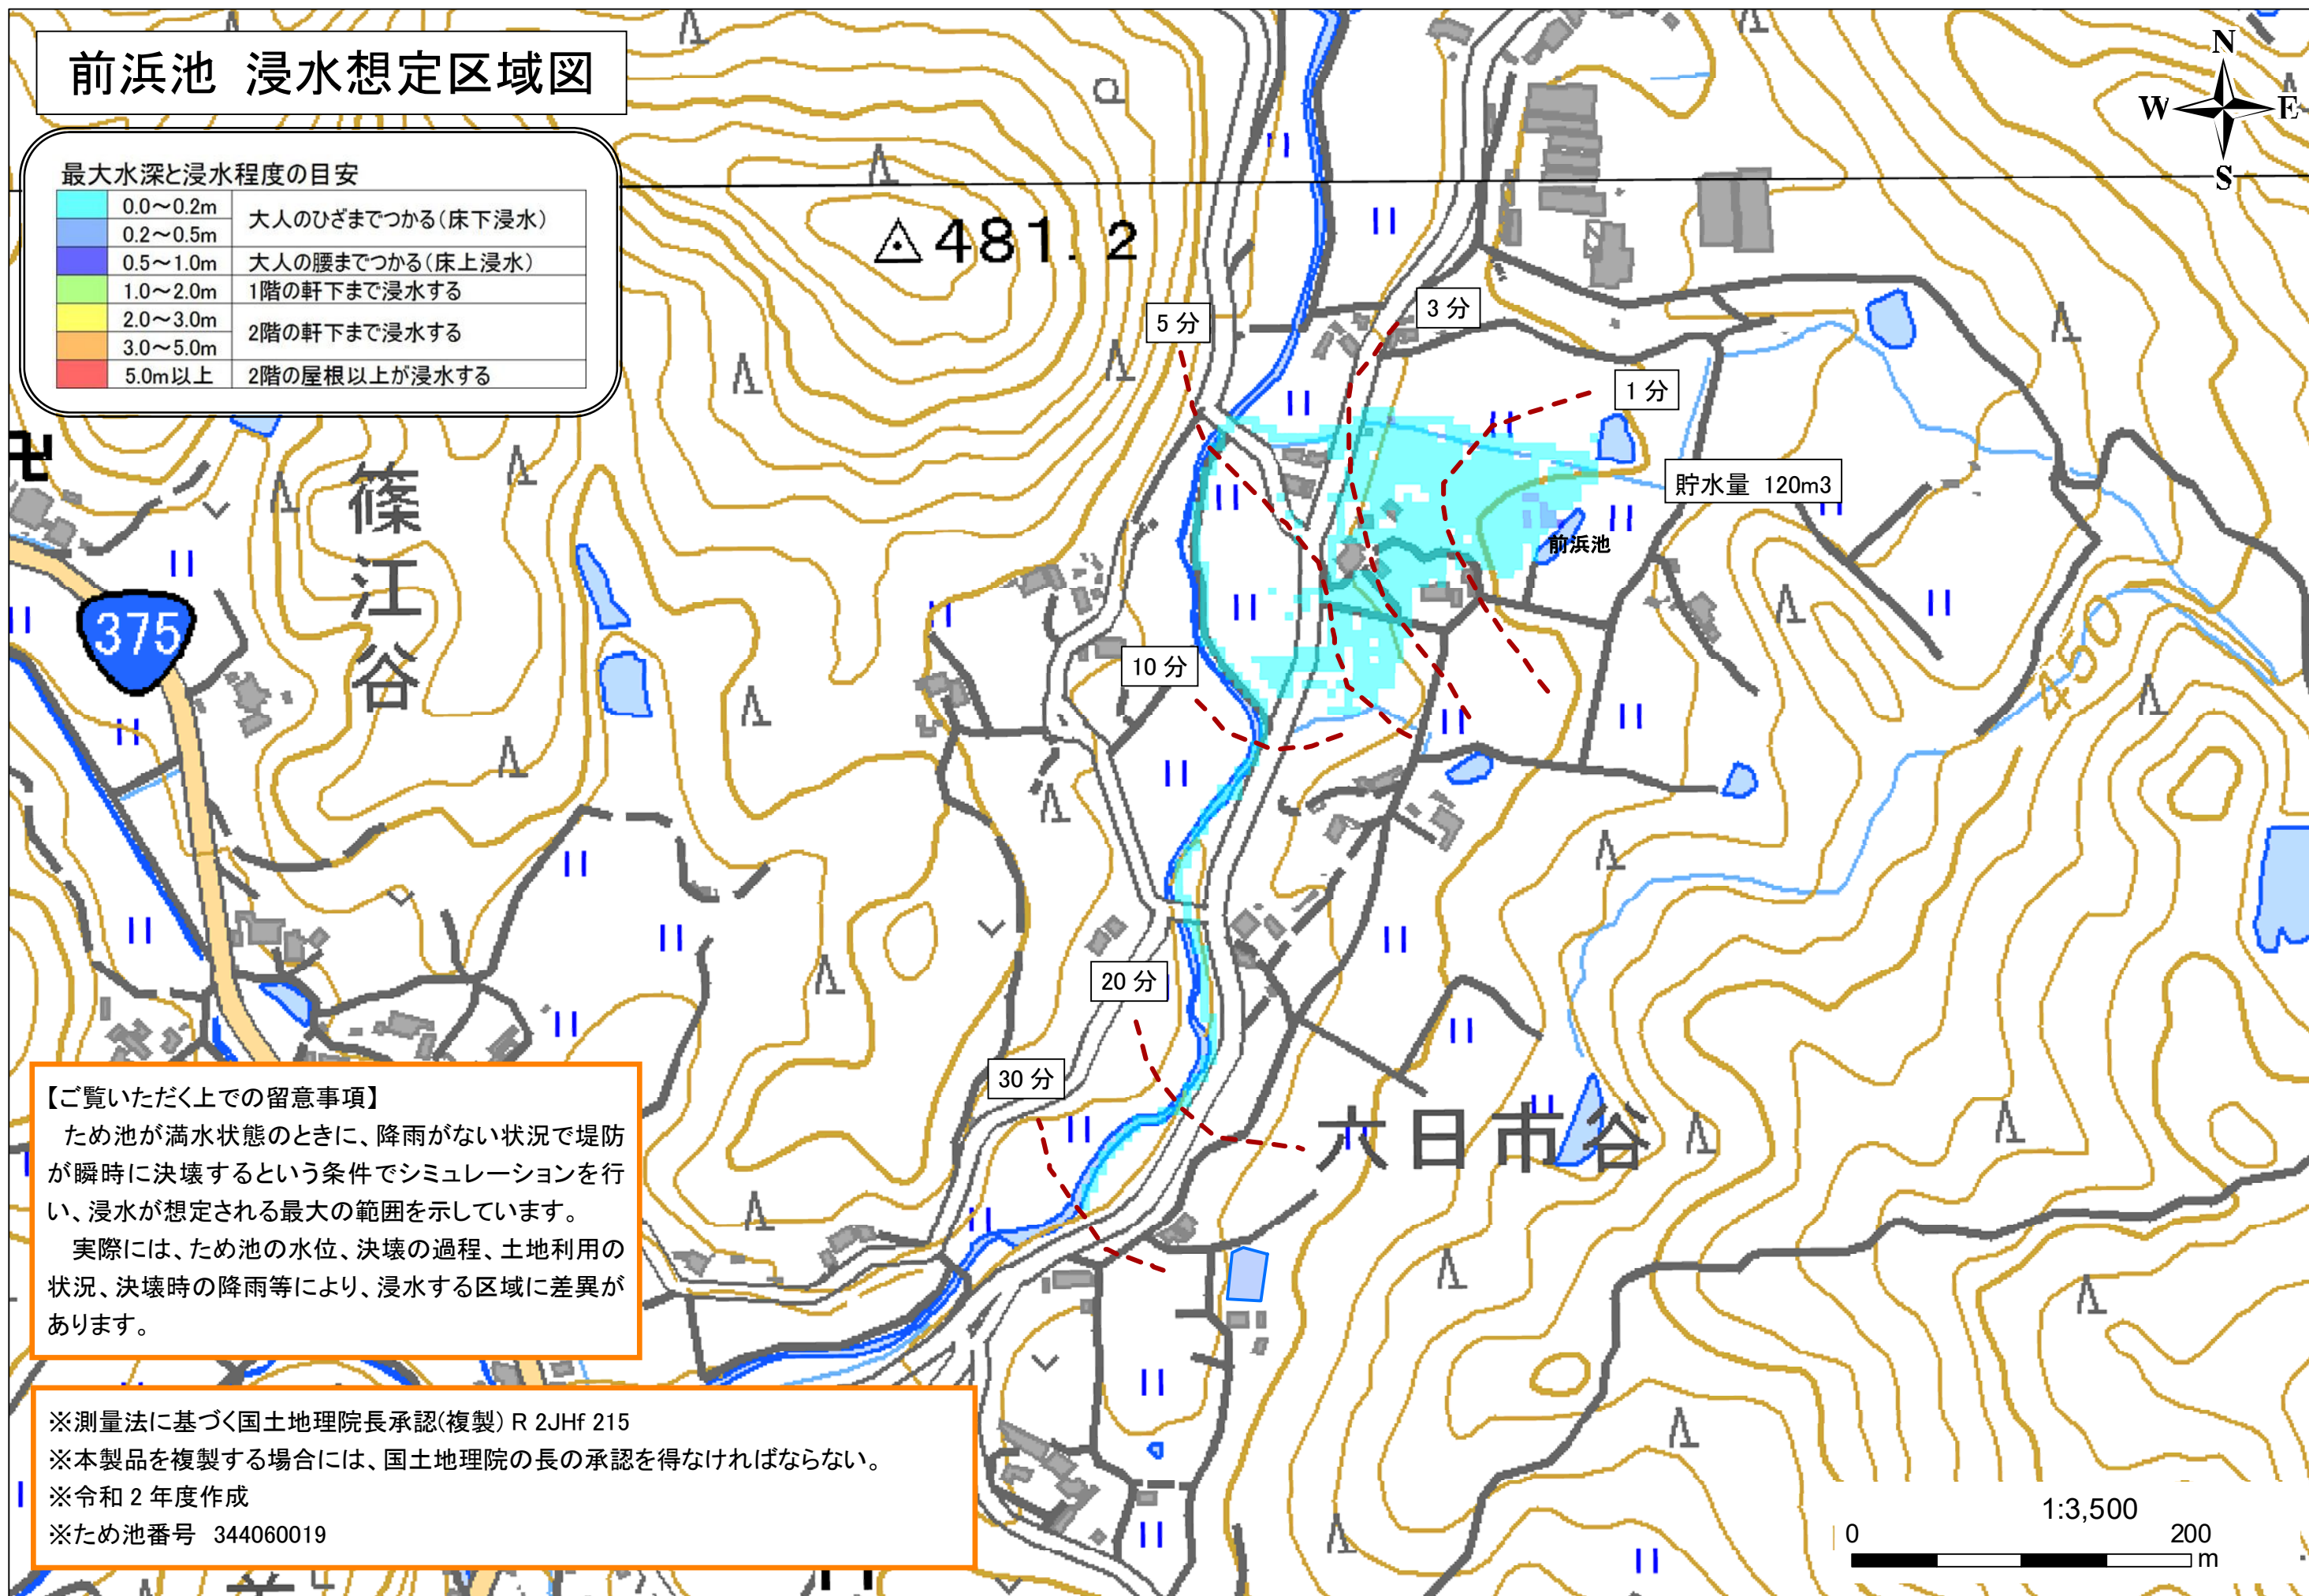 前浜池 浸水想定区域図
最大水深と浸水程度の目安
0.0～0.2m
大人のひざまでつかる(床下浸水)
0.2～0.5m
0.5～1.0m 大人の腰までつかる(床上浸水)
1.0～2.0m 1階の軒下まで浸水する
2.0～3.0m
2階の軒下まで浸水する
3.0～5.0m
5.0m以上 2階の屋根以上が浸水する
N
W E
S
481.2
5分
3分
1分
貯水量 120m3
前浜池
篠江谷
375
10分
450
20分
30分
六日市谷
【ご覧いただく上での留意事項】
ため池が満水状態のときに、降雨がない状況で堤防
が瞬時に決壊するという条件でシミュレーションを行
い、浸水が想定される最大の範囲を示しています。
実際には、ため池の水位、決壊の過程、土地利用の
状況、決壊時の降雨等により、浸水する区域に差異が
あります。
※測量法に基づく国土地理院長承認(複製) R 2JHf 215
※本製品を複製する場合には、国土地理院の長の承認を得なければならない。
※令和2年度作成
※ため池番号 344060019
1:3,500
0 200
m